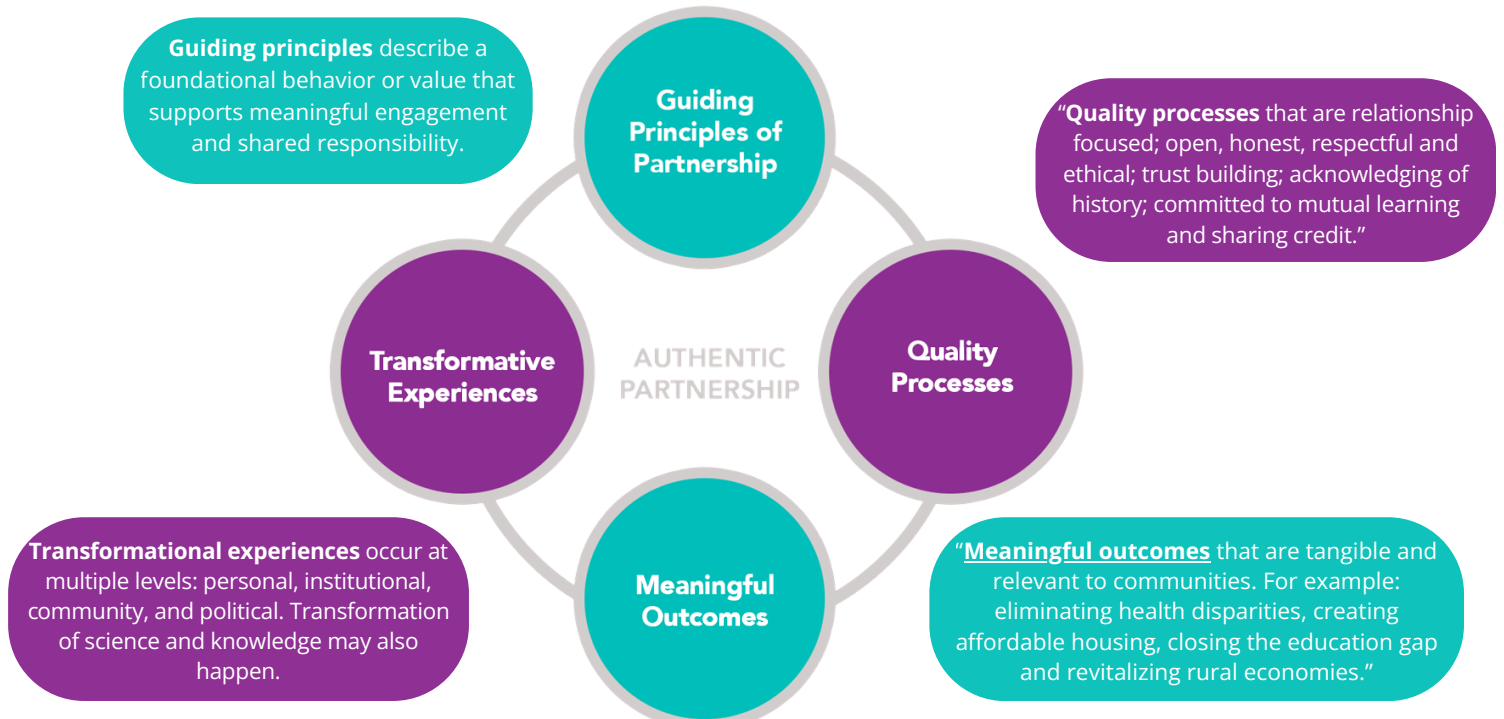 Guiding principles describe a
foundational behavior or value that
supports meaningful engagement
and shared responsibility.
Guiding
Principles of
Partnership
“Quality processes that are relationship
focused; open, honest, respectful and
ethical; trust building; acknowledging of
history; committed to mutual learning
and sharing credit.”
Transformative
Experiences
AUTHENTIC
PARTNERSHIP
Quality
Processes
Transformational experiences occur at
multiple levels: personal, institutional,
community, and political. Transformation
of science and knowledge may also
happen.
Meaningful
Outcomes
“Meaningful outcomes that are tangible and
relevant to communities. For example:
eliminating health disparities, creating
affordable housing, closing the education gap
and revitalizing rural economies.”